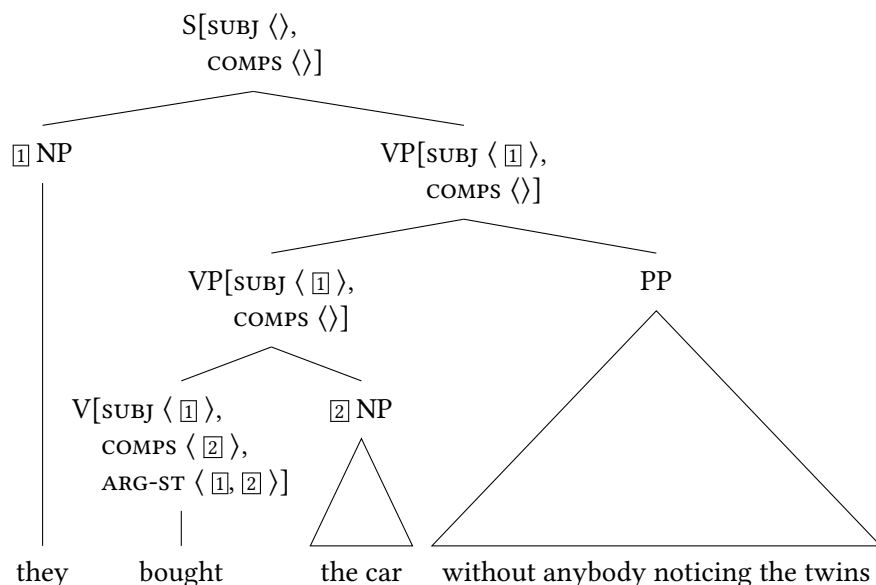 S[SUBJ ⟨⟩,
COMPS ⟨⟩]
1 NP
VP[SUBJ ⟨ 1 ⟩,
COMPS ⟨⟩]
VP[SUBJ ⟨ 1 ⟩,
COMPS ⟨⟩]
PP
V[SUBJ ⟨ 1 ⟩,
COMPS ⟨ 2 ⟩,
ARG-ST ⟨ 1, 2 ⟩]
2 NP
they bought the car without anybody noticing the twins